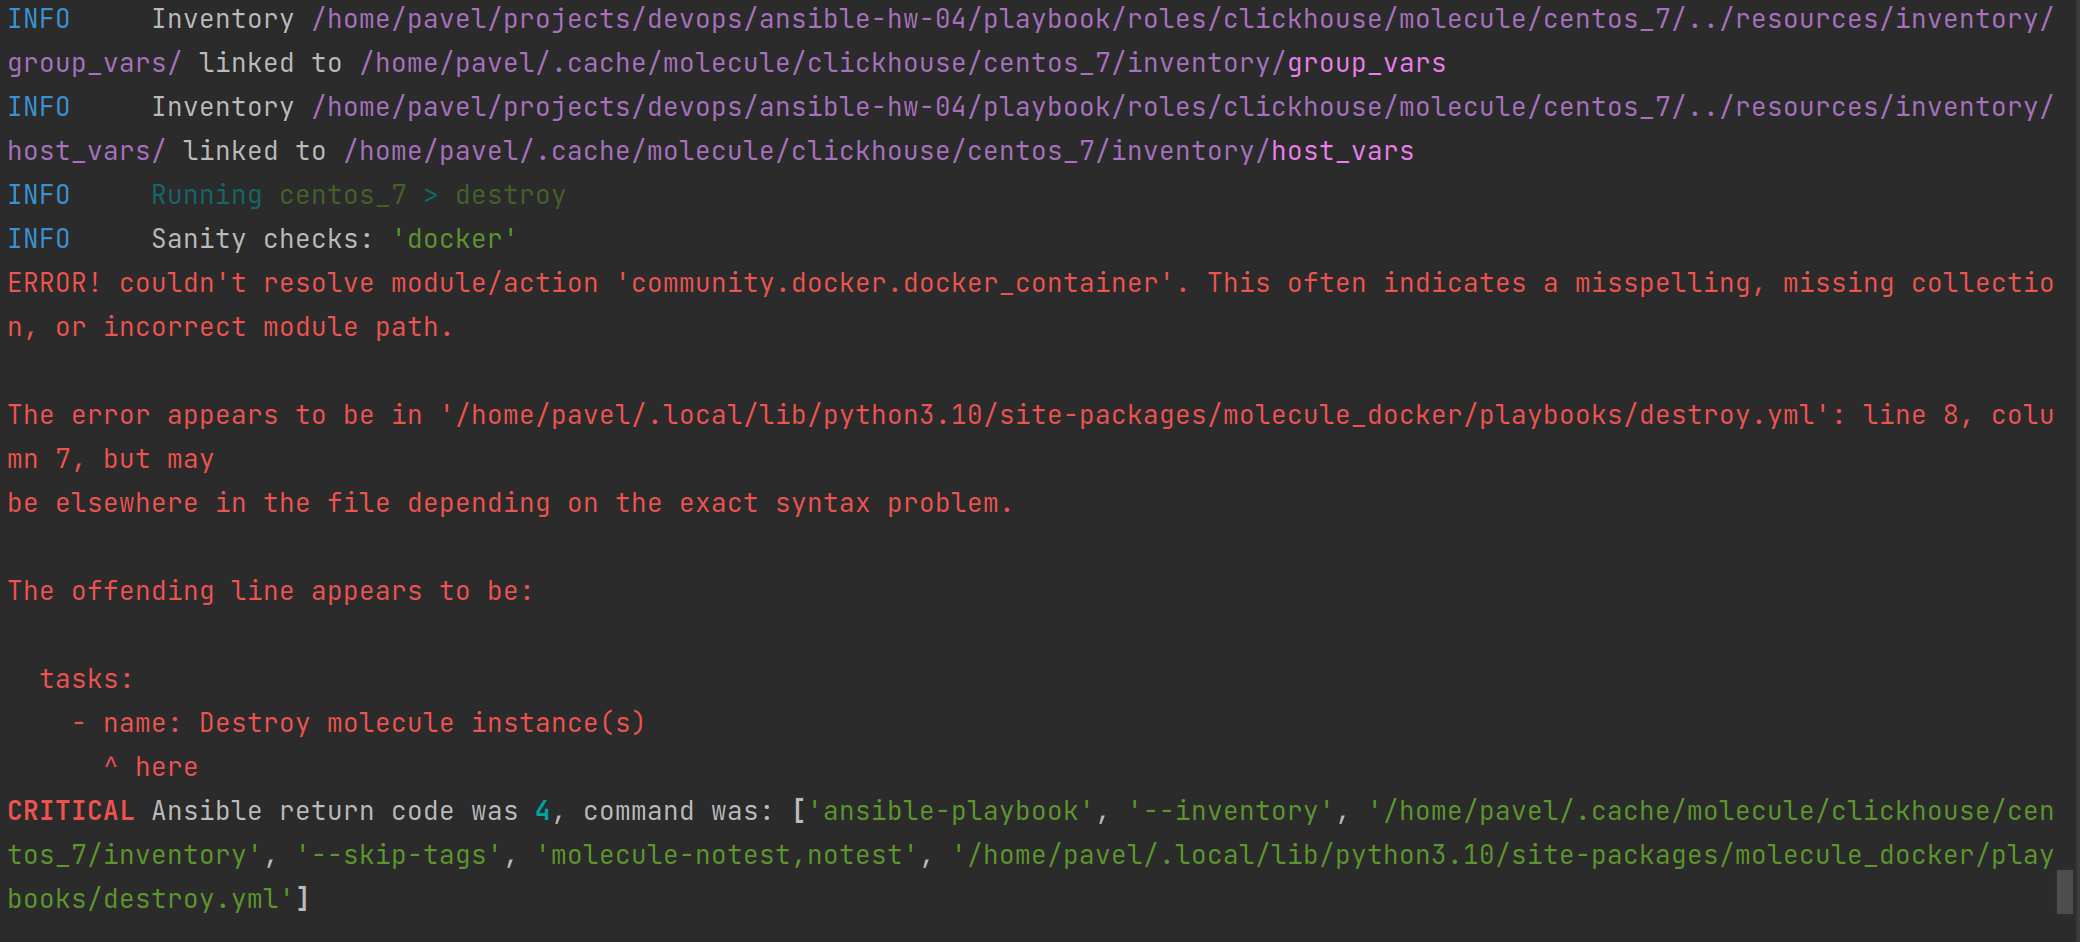 INFO     Inventory /home/pavel/projects/devops/ansible-hw-04/playbook/roles/clickhouse/molecule/centos_7/../resources/inventory/
group_vars/ linked to /home/pavel/.cache/molecule/clickhouse/centos_7/inventory/group_vars
INFO     Inventory /home/pavel/projects/devops/ansible-hw-04/playbook/roles/clickhouse/molecule/centos_7/../resources/inventory/
host_vars/ linked to /home/pavel/.cache/molecule/clickhouse/centos_7/inventory/host_vars
INFO     Running centos_7 > destroy
INFO     Sanity checks: 'docker'
ERROR! couldn't resolve module/action 'community.docker.docker_container'. This often indicates a misspelling, missing collectio
n, or incorrect module path.

The error appears to be in '/home/pavel/.local/lib/python3.10/site-packages/molecule_docker/playbooks/destroy.yml': line 8, colu
mn 7, but may
be elsewhere in the file depending on the exact syntax problem.

The offending line appears to be:

  tasks:
    - name: Destroy molecule instance(s)
      ^ here
CRITICAL Ansible return code was 4, command was: ['ansible-playbook', '--inventory', '/home/pavel/.cache/molecule/clickhouse/cen
tos_7/inventory', '--skip-tags', 'molecule-notest,notest', '/home/pavel/.local/lib/python3.10/site-packages/molecule_docker/play
books/destroy.yml']